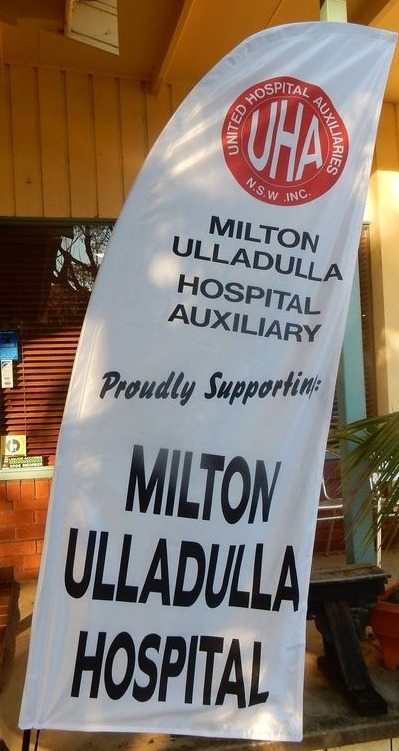 UNITED HOSPITAL AUXILIARIES
UHA
N.S.W .INC.
MILTON
ULLADULLA
HOSPITAL
AUXILIARY
Proudly Supporting:
MILTON
ULLADULLA
HOSPITAL